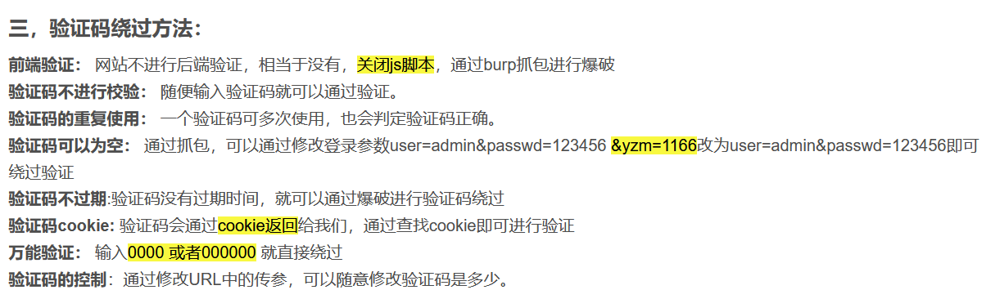 三，验证码绕过方法：
前端验证： 网站不进行后端验证，相当于没有，关闭js脚本，通过burp抓包进行爆破
验证码不进行校验： 随便输入验证码就可以通过验证。
验证码的重复使用： 一个验证码可多次使用，也会判定验证码正确。
验证码可以为空： 通过抓包，可以通过修改登录参数user=admin&passwd=123456 &yzm=1166改为user=admin&passwd=123456即可
绕过验证
验证码不过期:验证码没有过期时间，就可以通过爆破进行验证码绕过
验证码cookie: 验证码会通过cookie返回给我们，通过查找cookie即可进行验证
万能验证： 输入0000 或者000000 就直接绕过
验证码的控制：通过修改URL中的传参，可以随意修改验证码是多少。